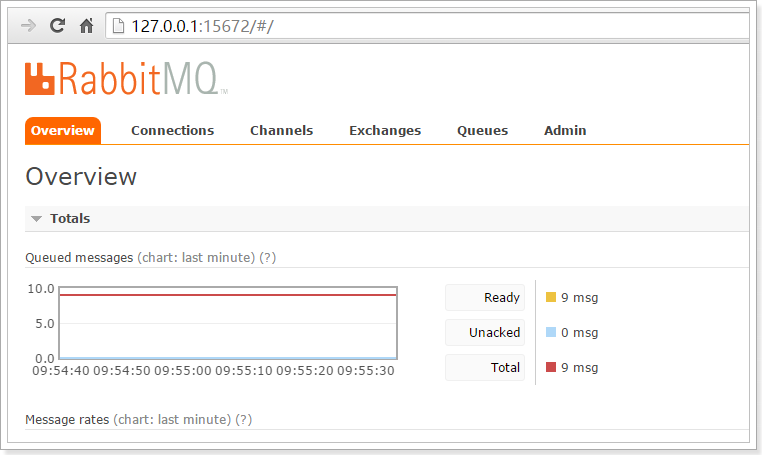 127.0.0.1:15672/#/
RabbitMQ TM
Overview Connections Channels Exchanges Queues Admin
Overview
Totals
Queued messages (chart: last minute) (?)
10.0
5.0
0.0
09:54:40 09:54:50 09:55:00 09:55:10 09:55:20 09:55:30
Ready 9 msg
Unacked 0 msg
Total 9 msg
Message rates (chart: last minute) (?)